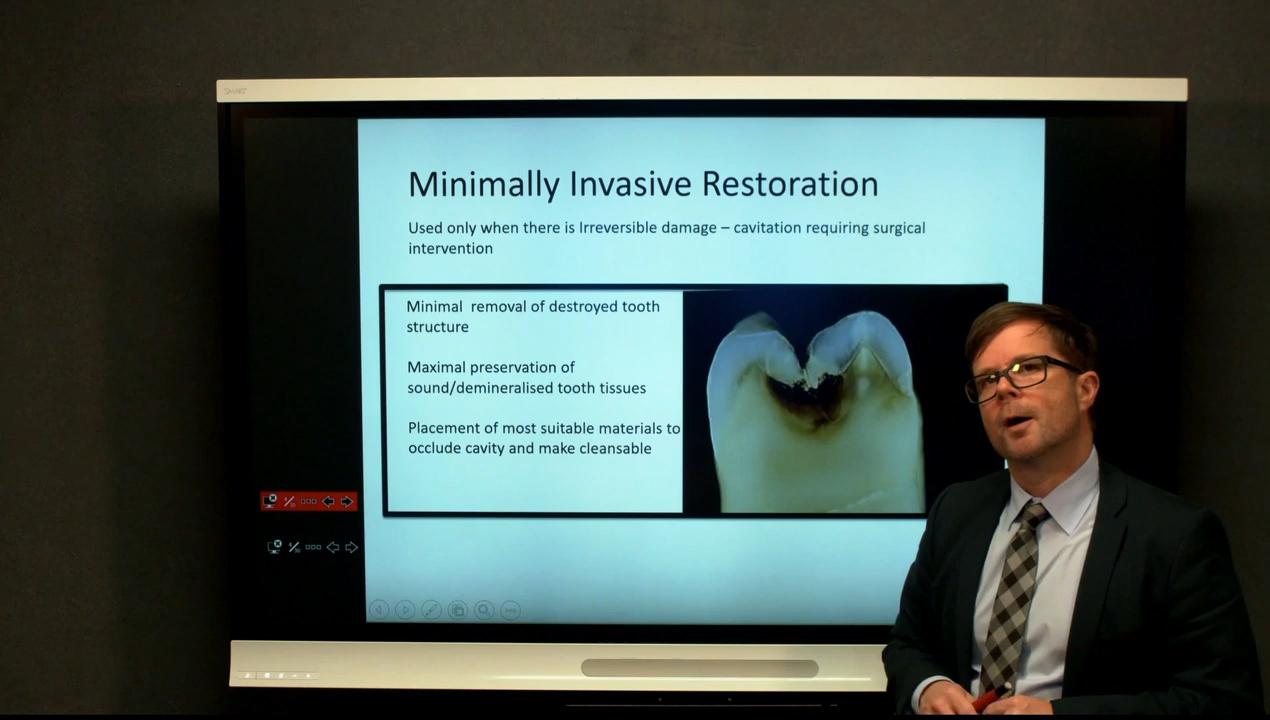 SMART
Minimally Invasive Restoration
Used only when there is Irreversible damage – cavitation requiring surgical
intervention
Minimal removal of destroyed tooth
structure
Maximal preservation of
sound/demineralised tooth tissues
Placement of most suitable materials to
occlude cavity and make cleansable